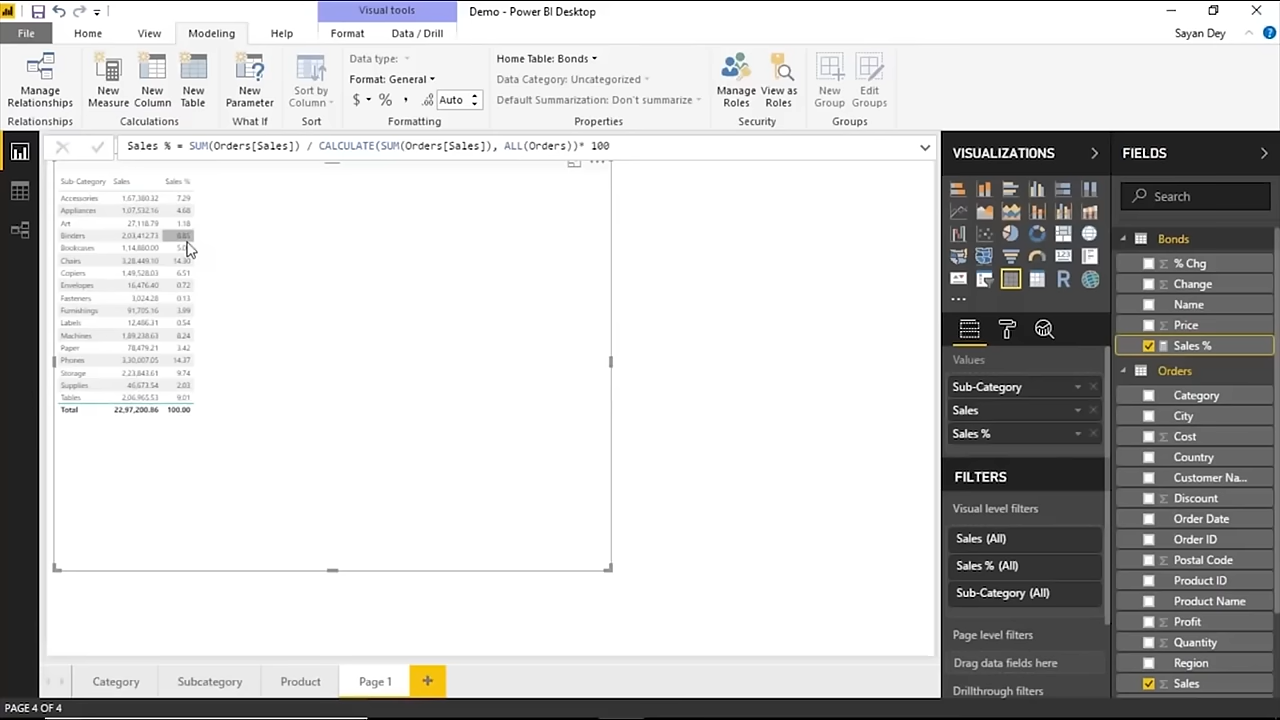 Visual tools
Demo - Power BI Desktop
File
Home
View
Modeling
Help
Format
Data / Drill
Sayan Dey
Manage Relationships
New Measure
New Column
New Table
New Parameter
Sort by Column
Data type:
Format: General
$ % , .00 Auto
Home Table: Bonds
Data Category: Uncategorized
Default Summarization: Don't summarize
Manage Roles
View as Roles
New Group
Edit Groups
Relationships
Calculations
What If
Sort
Formatting
Properties
Security
Groups
Sales % = SUM(Orders[Sales]) / CALCULATE(SUM(Orders[Sales]), ALL(Orders))* 100
Sub-Category Sales Sales %
Accessories 1,67,380.32 7.29
Appliances 1,07,532.16 4.68
Art 27,118.79 1.18
Binders 2,03,412.73 8.85
Bookcases 1,14,880.00
Chairs 3,28,449.10 14.30
Copiers 1,49,528.03 6.51
Envelopes 16,476.40 0.72
Fasteners 3,024.28 0.13
Furnishings 91,705.16 3.99
Labels 12,486.31 0.54
Machines 1,89,238.63 8.24
Paper 78,479.21 3.42
Phones 3,30,007.05 14.37
Storage 2,23,843.61 9.74
Supplies 46,673.54 2.03
Tables 2,06,965.53 9.01
Total 22,97,200.86 100.00
VISUALIZATIONS
R
Values
Sub-Category
Sales
Sales %
FILTERS
Visual level filters
Sales (All)
Sales % (All)
Sub-Category (All)
Page level filters
Drag data fields here
Drillthrough filters
FIELDS
Search
Bonds
% Chg
Change
Name
Price
Sales %
Orders
Category
City
Cost
Country
Customer Na...
Discount
Order Date
Order ID
Postal Code
Product ID
Product Name
Profit
Quantity
Region
Sales
Category
Subcategory
Product
Page 1
PAGE 4 OF 4